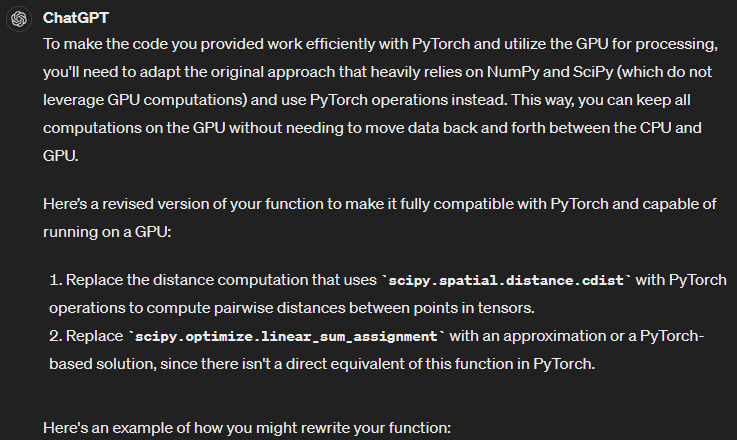 ChatGPT
To make the code you provided work efficiently with PyTorch and utilize the GPU for processing,
you'll need to adapt the original approach that heavily relies on NumPy and SciPy (which do not
leverage GPU computations) and use PyTorch operations instead. This way, you can keep all
computations on the GPU without needing to move data back and forth between the CPU and
GPU.
Here's a revised version of your function to make it fully compatible with PyTorch and capable of
running on a GPU:
1. Replace the distance computation that uses `scipy.spatial.distance.cdist` with PyTorch
operations to compute pairwise distances between points in tensors.
2. Replace `scipy.optimize.linear_sum_assignment` with an approximation or a PyTorch-
based solution, since there isn't a direct equivalent of this function in PyTorch.
Here's an example of how you might rewrite your function: